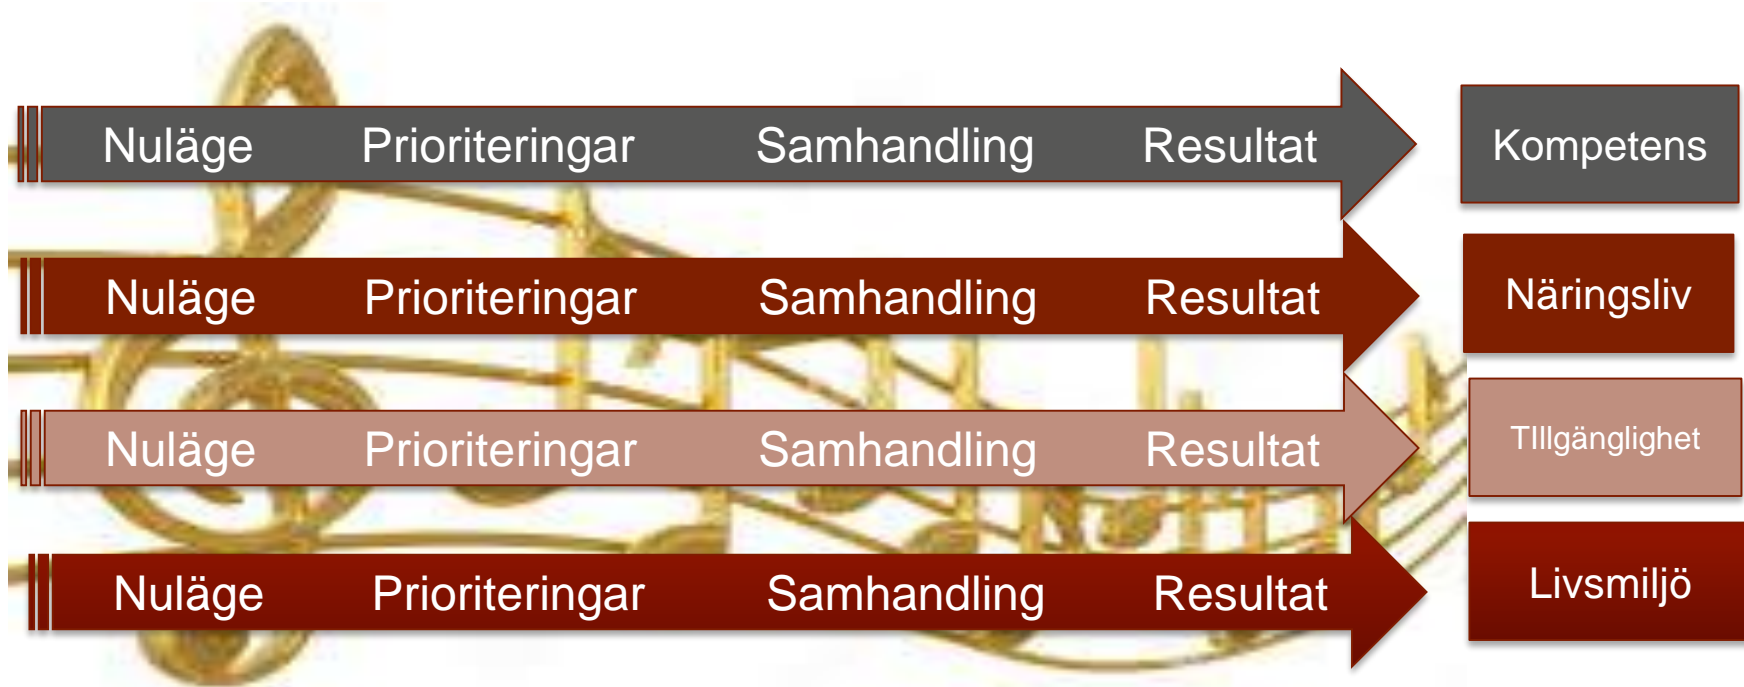 Nuläge Prioriteringar Samhandling Resultat Kompetens
Nuläge Prioriteringar Samhandling Resultat Näringsliv
Nuläge Prioriteringar Samhandling Resultat TIllgänglighet
Nuläge Prioriteringar Samhandling Resultat Livsmiljö